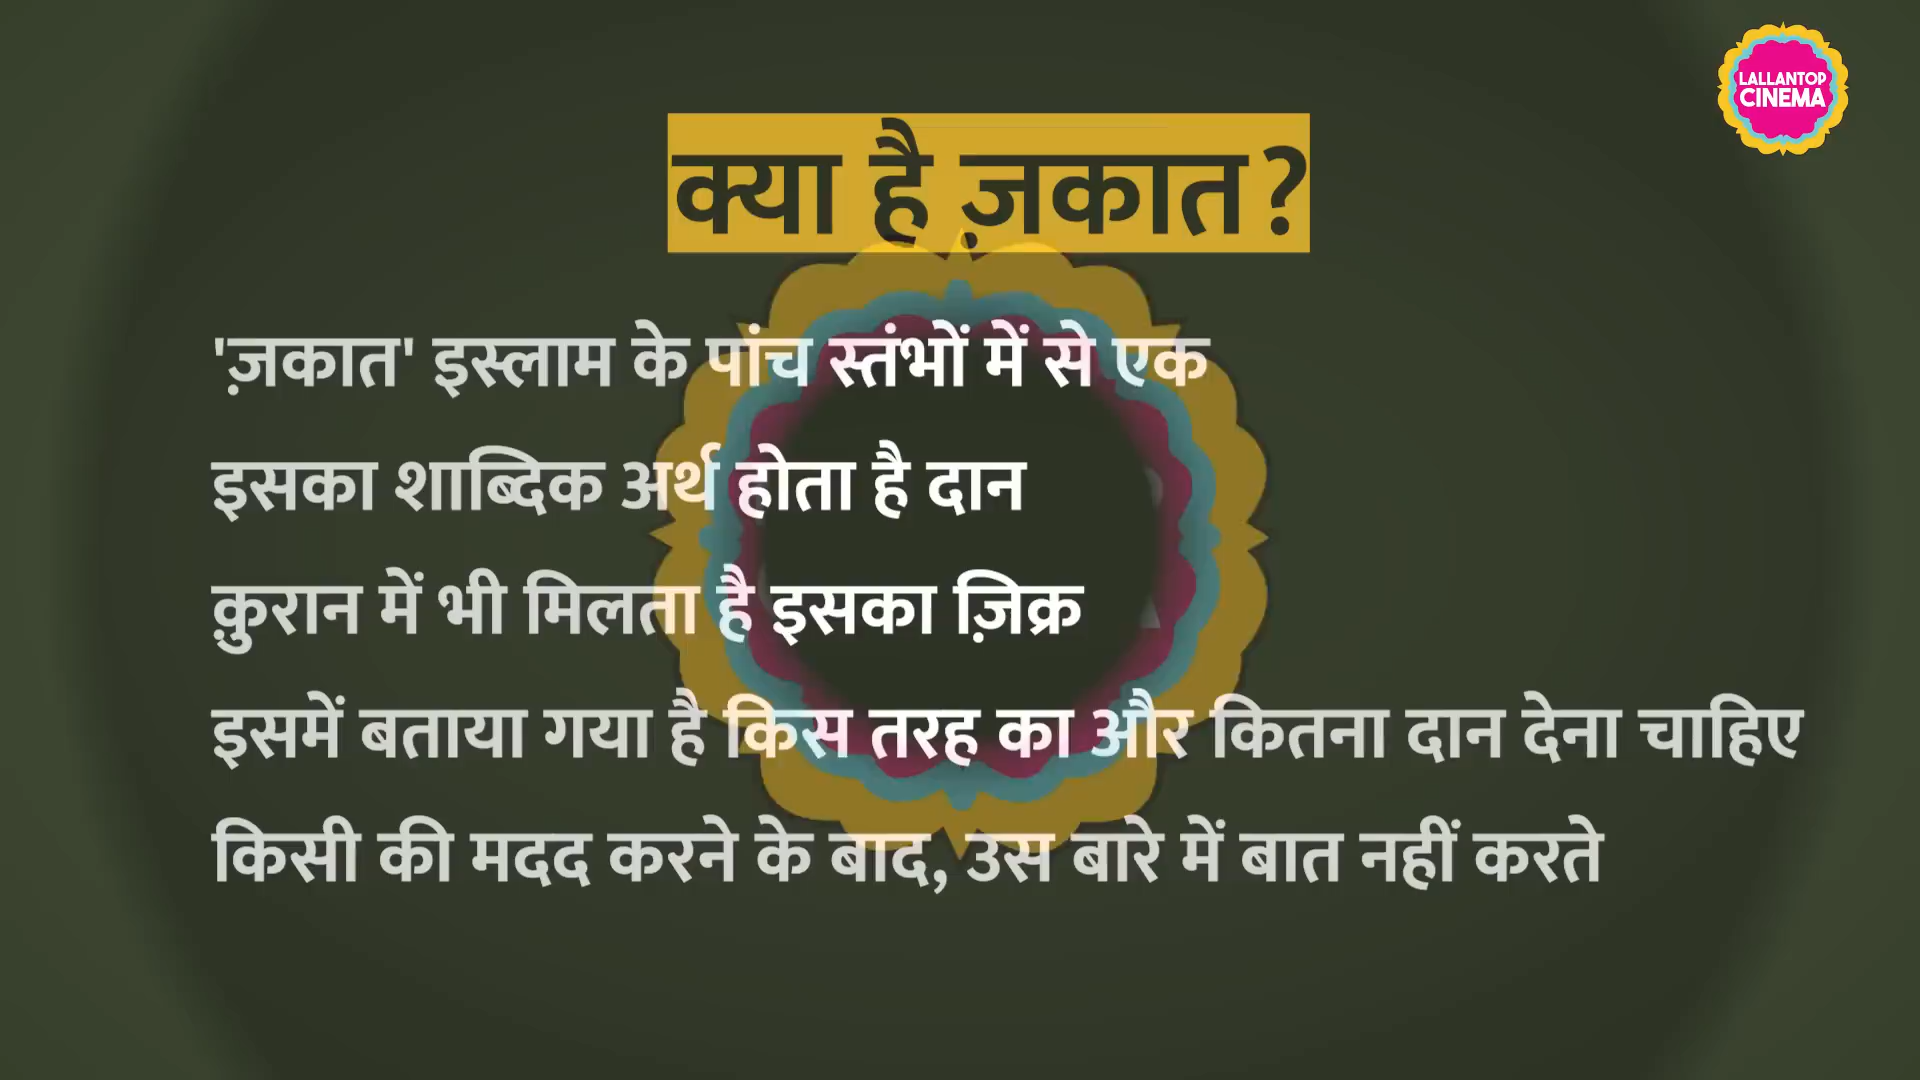 LALLANTOP
CINEMA
क्या है ज़कात?
'ज़कात' इस्लाम के पांच स्तंभों में से एक
इसका शाब्दिक अर्थ होता है दान
क़ुरान में भी मिलता है इसका ज़िक्र
इसमें बताया गया है किस तरह का और कितना दान देना चाहिए
किसी की मदद करने के बाद, उस बारे में बात नहीं करते